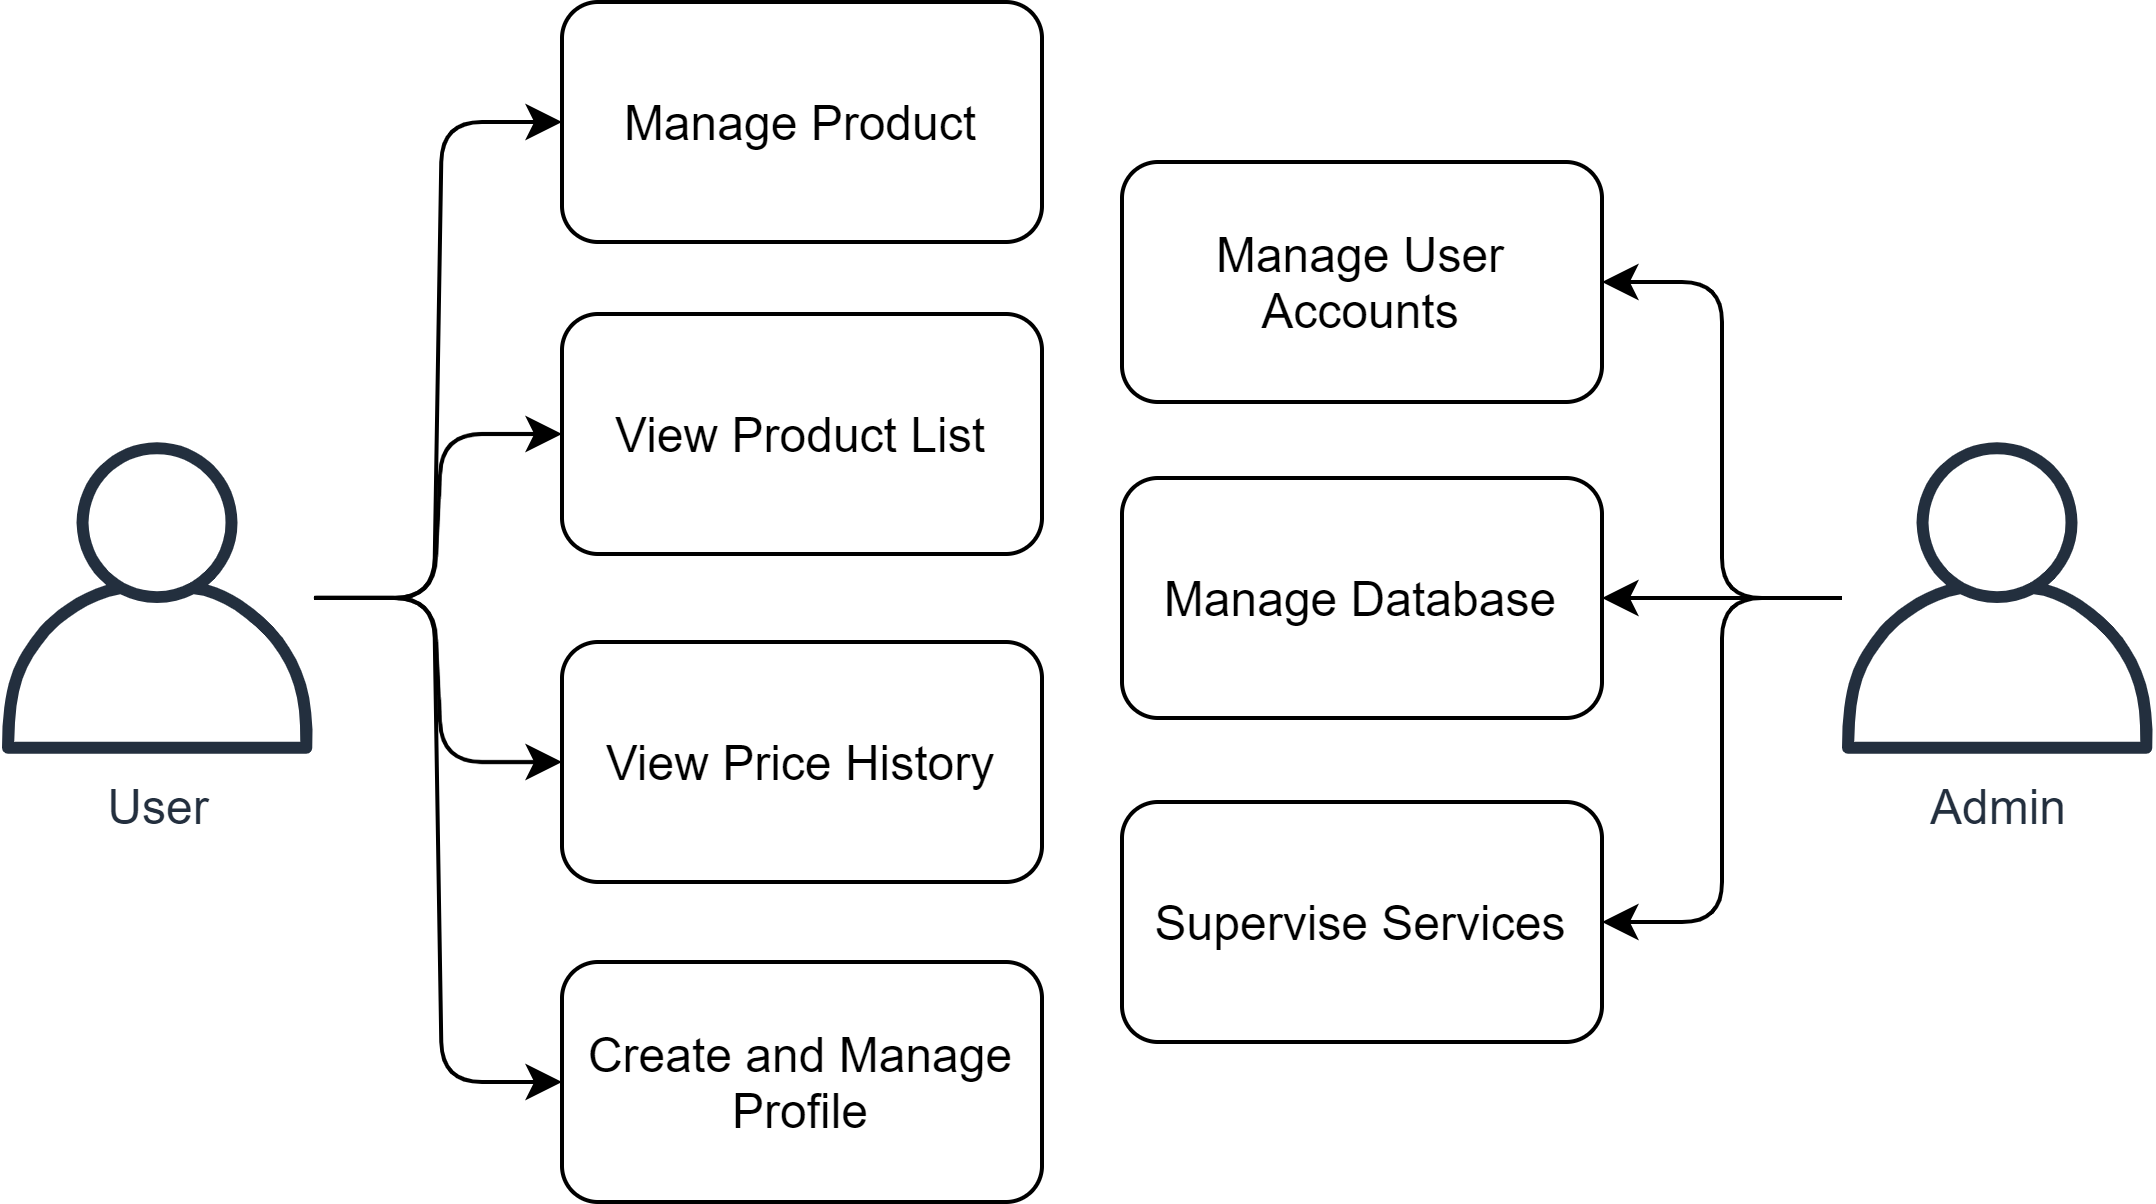 Manage Product
Manage User
Accounts
View Product List
Manage Database
View Price History
User
Admin
Supervise Services
Create and Manage
Profile